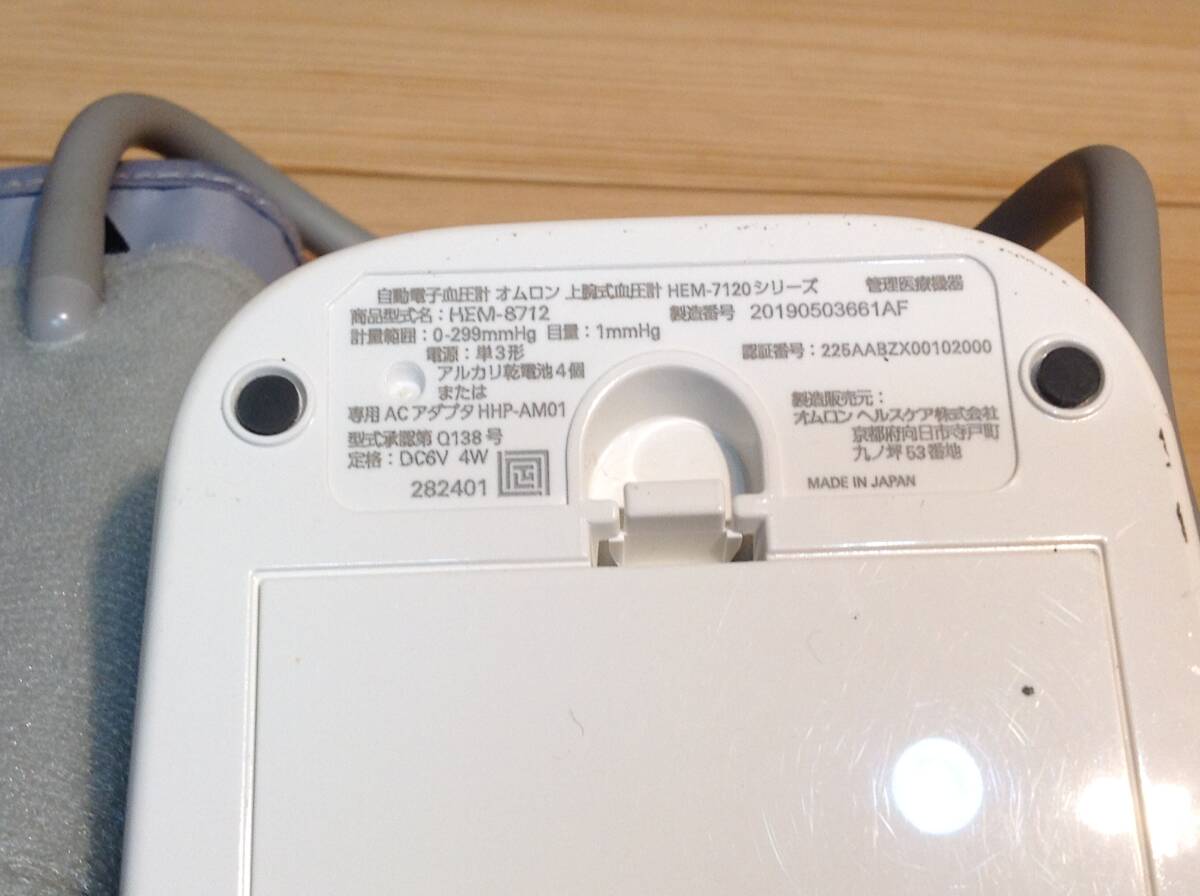 自動電子血圧計 オムロン 上腕式血圧計 HEM-7120シリーズ 管理医療機器
商品型式名：HEM-8712 製造番号 20190503661AF
計量範囲：0-299mmHg 目量：1mmHg
電源：単3形
アルカリ乾電池4個
または
専用ACアダプタ HHP-AM01
型式承認第Q138号
定格：DC6V 4W
282401
認証番号：225AABZX00102000
製造販売元：
オムロン ヘルスケア株式会社
京都府向日市寺戸町
九ノ坪53番地
MADE IN JAPAN